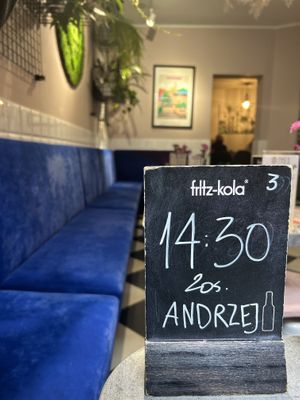 fritz-kola®
3
14:30
2os.
ANDRZEJ